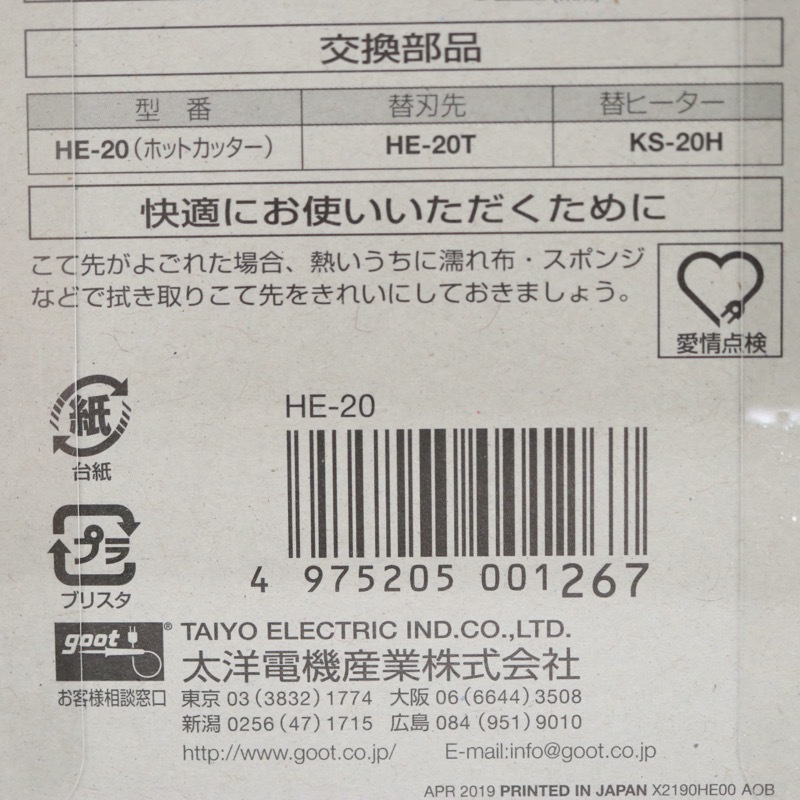 交換部品
型 番 替刃先 替ヒーター
HE-20（ホットカッター） HE-20T KS-20H
快適にお使いいただくために
こて先がよごれた場合、熱いうちに濡れ布・スポンジ
などで拭き取りこて先をきれいにしておきましょう。
愛情点検
紙
台紙
HE-20
プラ
ブリスタ
4 975205 001267
goot® TAIYO ELECTRIC IND.CO.,LTD.
太洋電機産業株式会社
お客様相談窓口 東京 03（3832）1774 大阪 06（6644）3508
新潟 0256（47）1715 広島 084（951）9010
http://www.goot.co.jp/ E-mail:info@goot.co.jp
APR 2019 PRINTED IN JAPAN X2190HE00 AOB